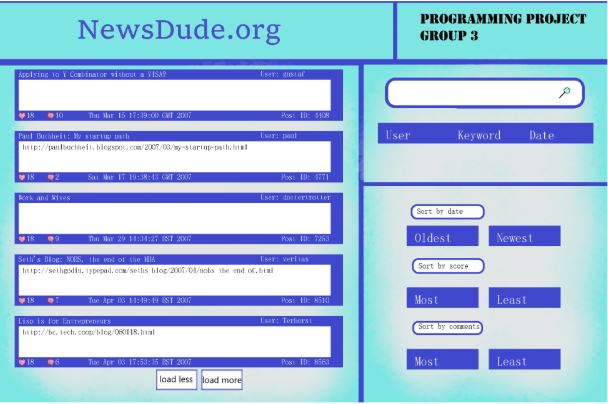 NewsDude.org
PROGRAMMING PROJECT
GROUP 3
Applying to Y Combinator without a VISA? User: gustaf
18 10 Thu Mar 15 17:39:00 GMT 2007 Post ID: 4408
Paul Buchheit: My startup path User: paul
http://paulbuchheit.blogspot.com/2007/03/my-startup-path.html
18 2 Sat Mar 17 19:38:43 GMT 2007 Post ID: 4771
Work and Wives User:
18 9 Thu Mar 29 14:34:27 BST 2007 Post ID: 7253
Seth's Blog: NOBS, the end of the MBA User: verlias
http://sethgodin.typepad.com/seths_blog/2007/04/nobs_the_end_of.html
18 7 Tue Apr 03 14:49:49 BST 2007 Post ID: 8510
Lisp is for Entrepreneurs User: Terhorst
http://bc.tech.coop/blog/060118.html
18 6 Tue Apr 03 17:53:15 BST 2007 Post ID: 8563
load less load more
User Keyword Date
Sort by date
Oldest Newest
Sort by score
Most Least
Sort by comments
Most Least